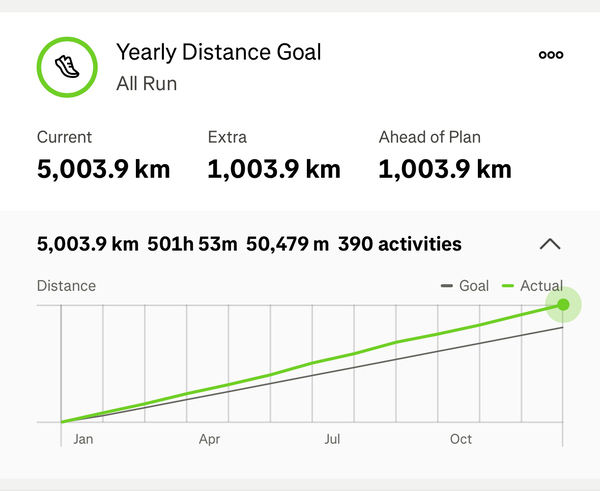 Yearly Distance Goal
All Run
Current Extra Ahead of Plan
5,003.9 km 1,003.9 km 1,003.9 km
5,003.9 km 501h 53m 50,479 m 390 activities
Distance Goal Actual
Jan Apr Jul Oct